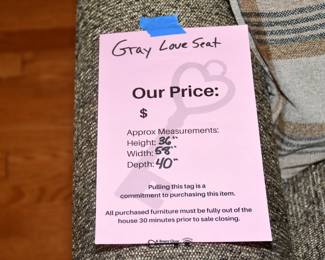 Gray Love Seat
Our Price:
$
Approx Measurements:
Height: 36"
Width: 58"
Depth: 40"
Pulling this tag is a
commitment to purchasing this item.
All purchased furniture must be fully out of the
house 30 minutes prior to sale closing.